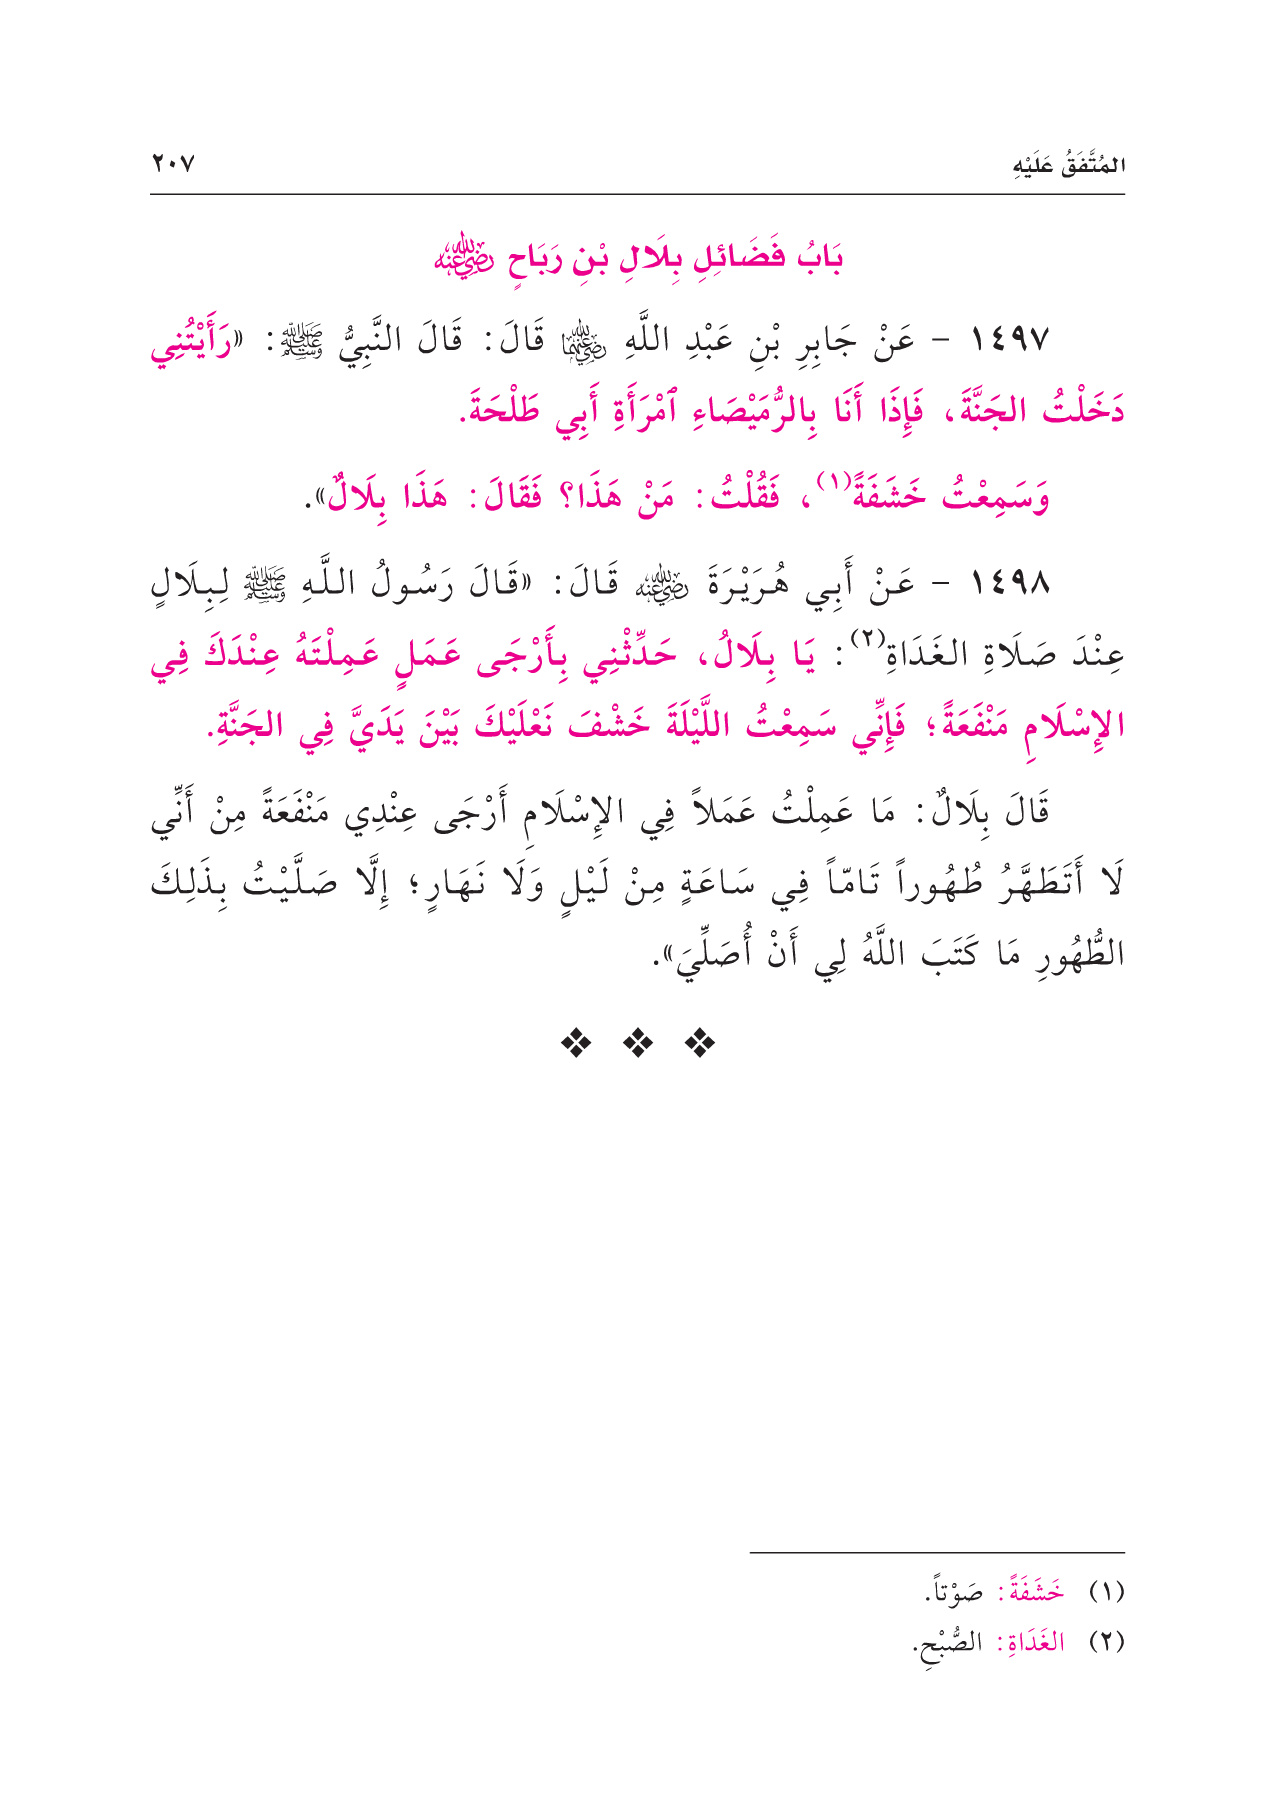 المُتَّفَقُ عَلَيْهِ ٢٠٧
بَابُ فَضَائِلِ بِلَالِ بْنِ رَبَاحٍ رضي الله عنه
١٤٩٧ – عَنْ جَابِرِ بْنِ عَبْدِ اللَّهِ رضي الله عنهما قَالَ: قَالَ النَّبِيُّ ﷺ: «رَأَيْتُنِي
دَخَلْتُ الجَنَّةَ، فَإِذَا أَنَا بِالرُّمَيْصَاءِ ٱمْرَأَةِ أَبِي طَلْحَةَ.
وَسَمِعْتُ خَشَفَةً(١)، فَقُلْتُ: مَنْ هَذَا؟ فَقَالَ: هَذَا بِلَالٌ».
١٤٩٨ – عَنْ أَبِي هُرَيْرَةَ رضي الله عنه قَالَ: «قَالَ رَسُولُ اللَّهِ ﷺ لِبِلَالٍ
عِنْدَ صَلَاةِ الغَدَاةِ(٢): يَا بِلَالُ، حَدِّثْنِي بِأَرْجَى عَمَلٍ عَمِلْتَهُ عِنْدَكَ فِي
الإِسْلَامِ مَنْفَعَةً؛ فَإِنِّي سَمِعْتُ اللَّيْلَةَ خَشْفَ نَعْلَيْكَ بَيْنَ يَدَيَّ فِي الجَنَّةِ.
قَالَ بِلَالٌ: مَا عَمِلْتُ عَمَلاً فِي الإِسْلَامِ أَرْجَى عِنْدِي مَنْفَعَةً مِنْ أَنِّي
لَا أَتَطَهَّرُ طُهُوراً تَامّاً فِي سَاعَةٍ مِنْ لَيْلٍ وَلَا نَهَارٍ؛ إِلَّا صَلَّيْتُ بِذَلِكَ
الطُّهُورِ مَا كَتَبَ اللَّهُ لِي أَنْ أُصَلِّيَ».
(١) خَشَفَةً: صَوْتاً.
(٢) الغَدَاةِ: الصُّبْحِ.